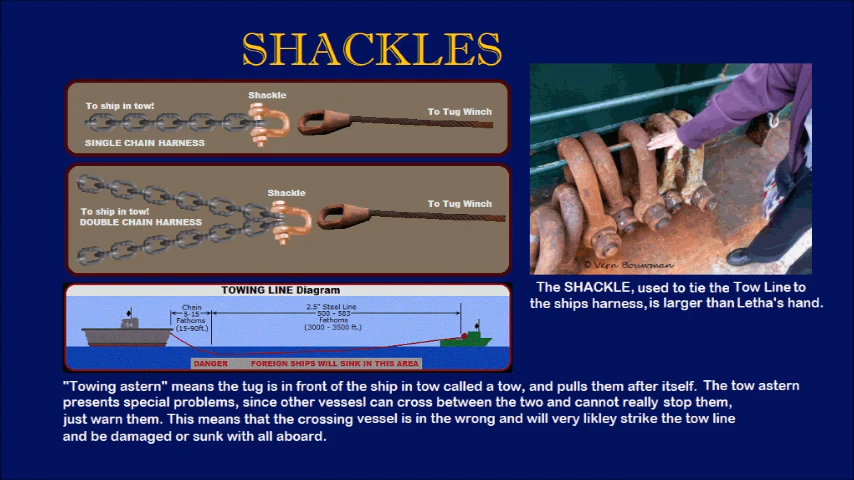 SHACKLES
To ship in tow!
Shackle
To Tug Winch
SINGLE CHAIN HARNESS
Shackle
To ship in tow!
DOUBLE CHAIN HARNESS
To Tug Winch
TOWING LINE Diagram
Chain
5-15
Fathoms
(15-90ft.)
2.5" Steel Line
500 - 583
Fathoms
(3000 - 3500 ft.)
DANGER FOREIGN SHIPS WILL SINK IN THIS AREA
© Vern Bouwman
The SHACKLE, used to tie the Tow Line to
the ships harness, is larger than Letha's hand.
"Towing astern" means the tug is in front of the ship in tow called a tow, and pulls them after itself. The tow astern
presents special problems, since other vessesl can cross between the two and cannot really stop them,
just warn them. This means that the crossing vessel is in the wrong and will very likley strike the tow line
and be damaged or sunk with all aboard.